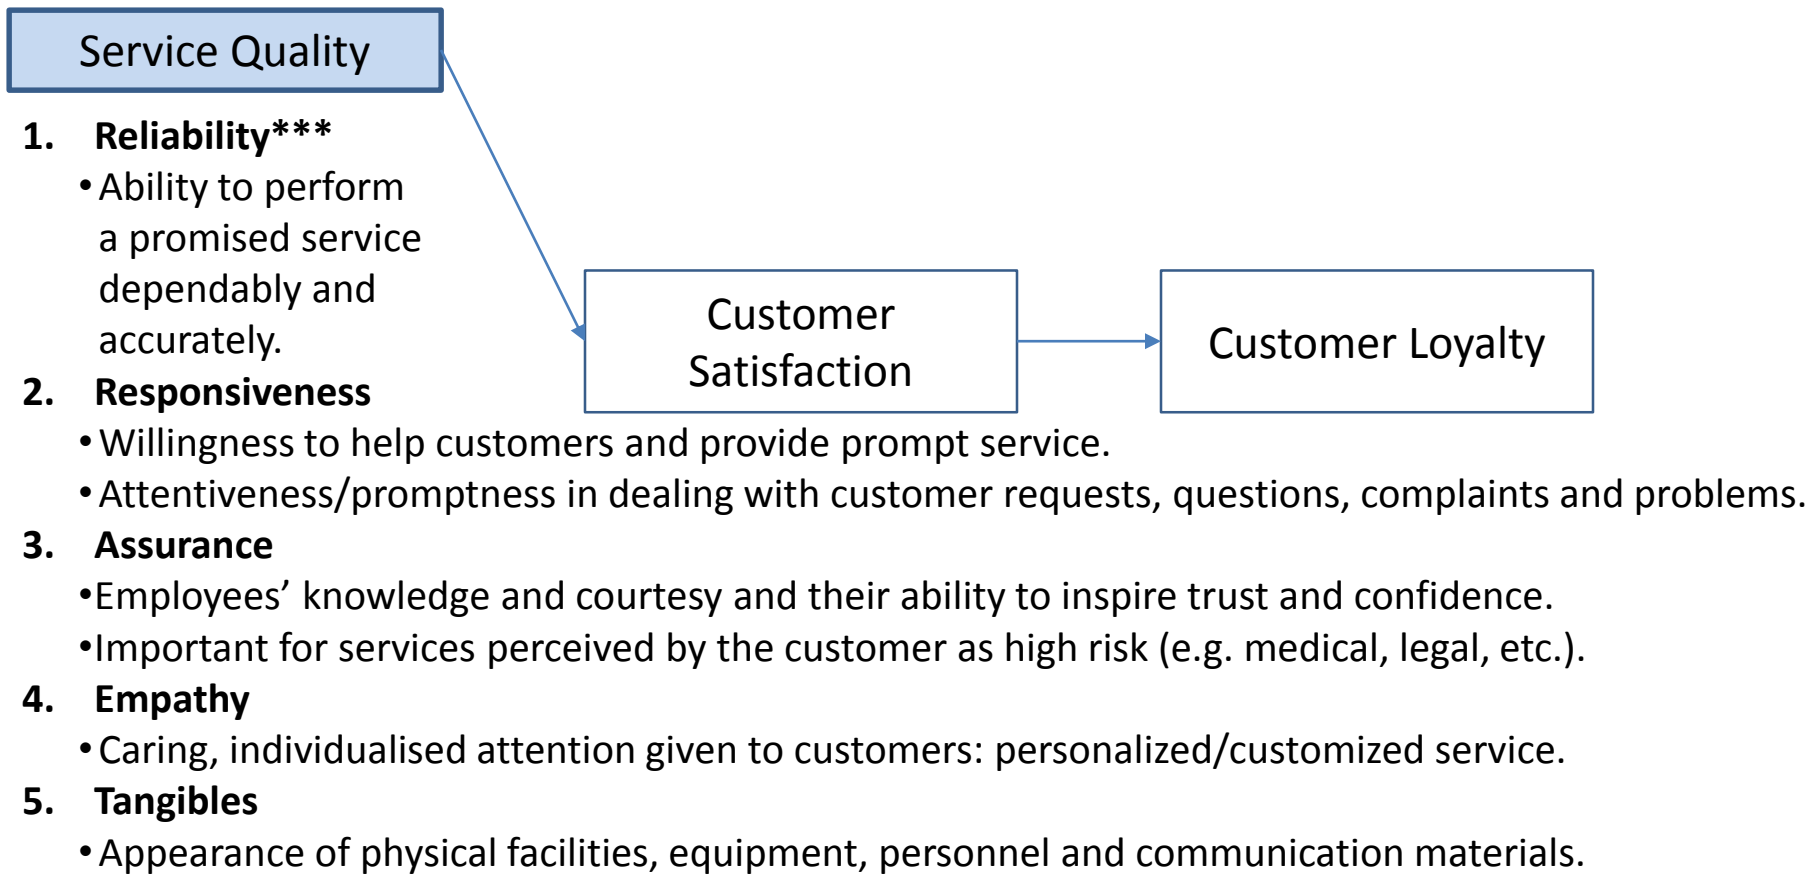 Service Quality
1. Reliability***
•Ability to perform
a promised service
dependably and
accurately.
Customer
Satisfaction
Customer Loyalty
2. Responsiveness
•Willingness to help customers and provide prompt service.
•Attentiveness/promptness in dealing with customer requests, questions, complaints and problems.
3. Assurance
•Employees’ knowledge and courtesy and their ability to inspire trust and confidence.
•Important for services perceived by the customer as high risk (e.g. medical, legal, etc.).
4. Empathy
•Caring, individualised attention given to customers: personalized/customized service.
5. Tangibles
•Appearance of physical facilities, equipment, personnel and communication materials.